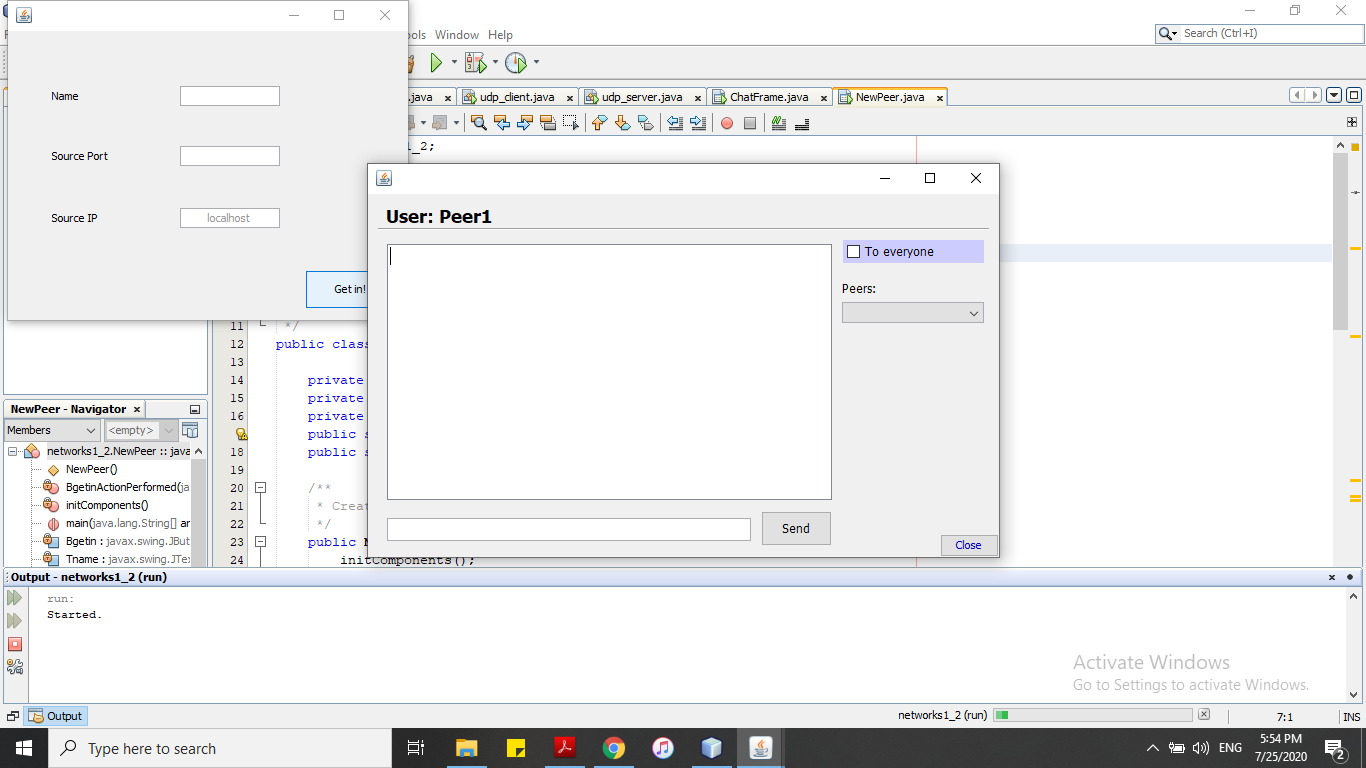 ools Window Help
Search (Ctrl+I)
Name
Source Port
Source IP
localhost
Get in!
.java
udp_client.java
udp_server.java
ChatFrame.java
NewPeer.java
_2;
User: Peer1
To everyone
Peers:
Send
Close
11 */
12 public class
13
14 private
15 private
16 private
public s
18 public s
19
20 /**
21 * Creat
22 */
23 public N
24 initComponents();
NewPeer - Navigator
Members
<empty>
networks1_2.NewPeer :: java
NewPeer()
BgetinActionPerformed(ja
initComponents()
main(java.lang.String[] ar
Bgetin : javax.swing.JBut
Tname : javax.swing.JTex
Output - networks1_2 (run)
run:
Started.
Activate Windows
Go to Settings to activate Windows.
Output
networks1_2 (run)
7:1
INS
Type here to search
ENG
5:54 PM
7/25/2020
2